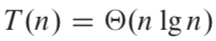 T(n) = Θ(n lg n)